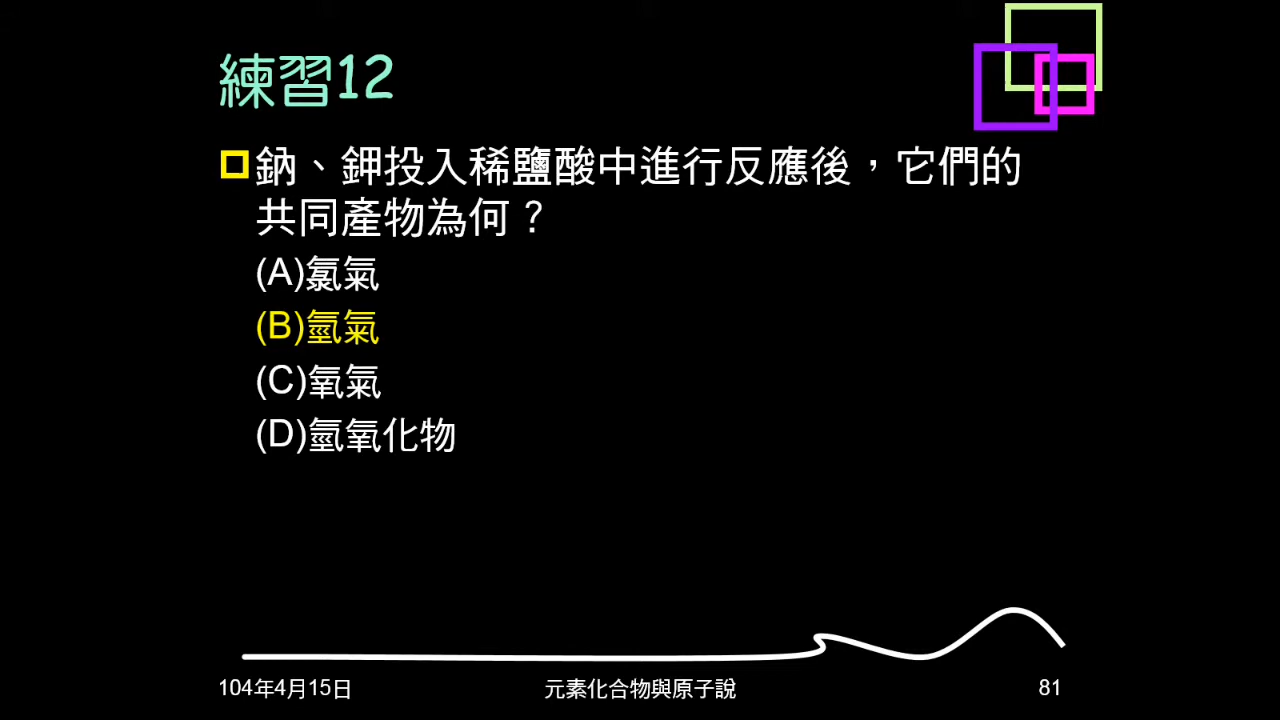 練習12
鈉、鉀投入稀鹽酸中進行反應後，它們的
共同產物為何？
(A)氯氣
(B)氫氣
(C)氧氣
(D)氫氧化物
104年4月15日
元素化合物與原子說
81